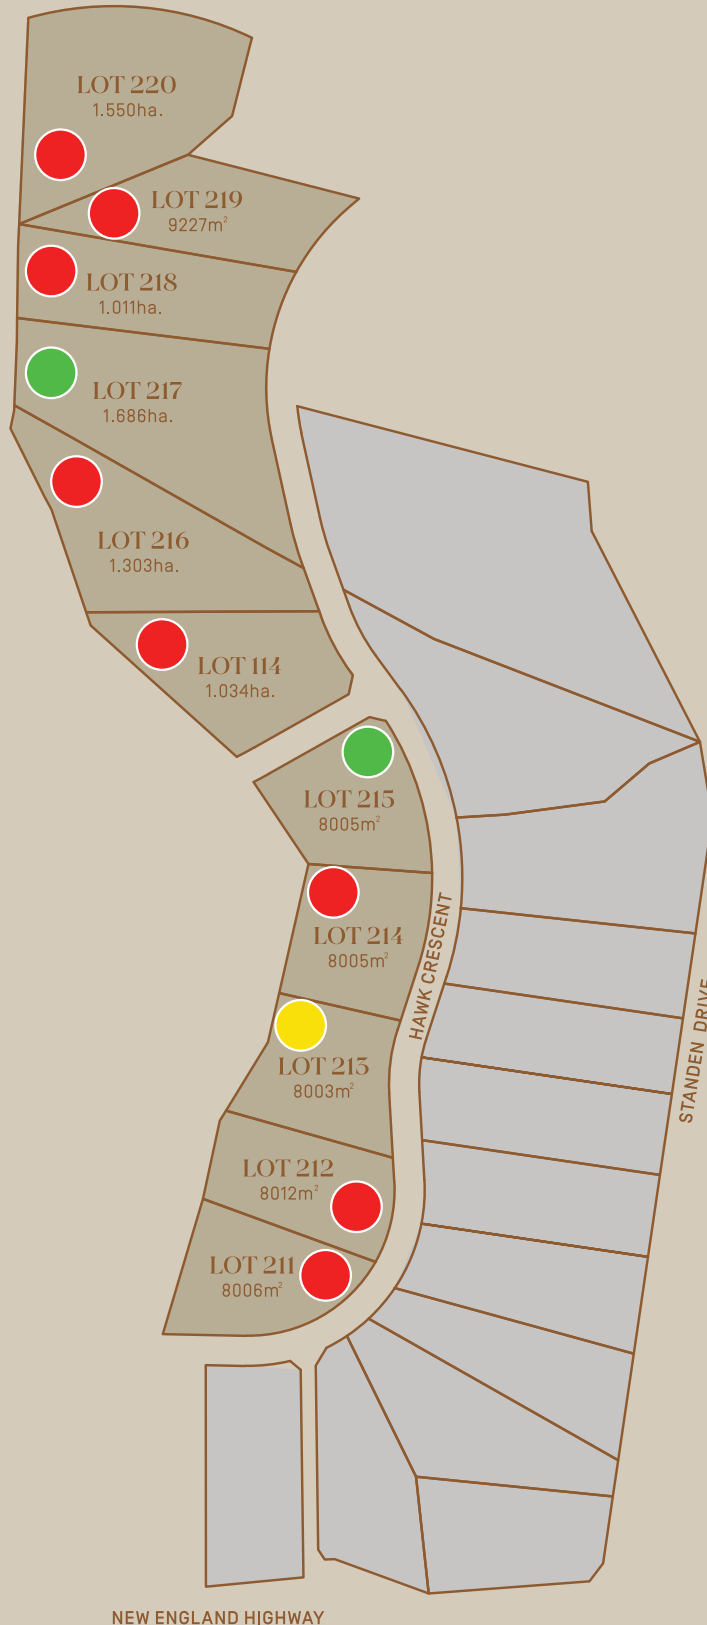 LOT 220
1.550ha.
LOT 219
9227m²
LOT 218
1.011ha.
LOT 217
1.686ha.
LOT 216
1.303ha.
LOT 114
1.034ha.
LOT 215
8005m²
LOT 214
8005m²
HAWK CRESCENT
STANDEN DRIVE
LOT 213
8003m²
LOT 212
8012m²
LOT 211
8006m²
NEW ENGLAND HIGHWAY